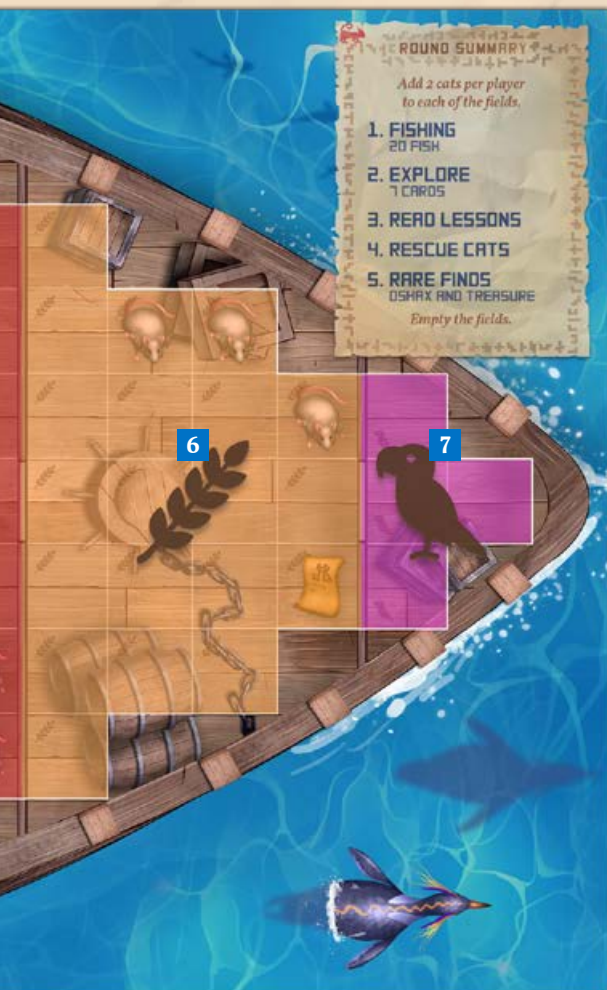 ROUND SUMMARY
Add 2 cats per player
to each of the fields.
1. FISHING
20 FISH
2. EXPLORE
7 CARDS
3. READ LESSONS
4. RESCUE CATS
5. RARE FINDS
OSHAX AND TREASURE
Empty the fields.
6
7